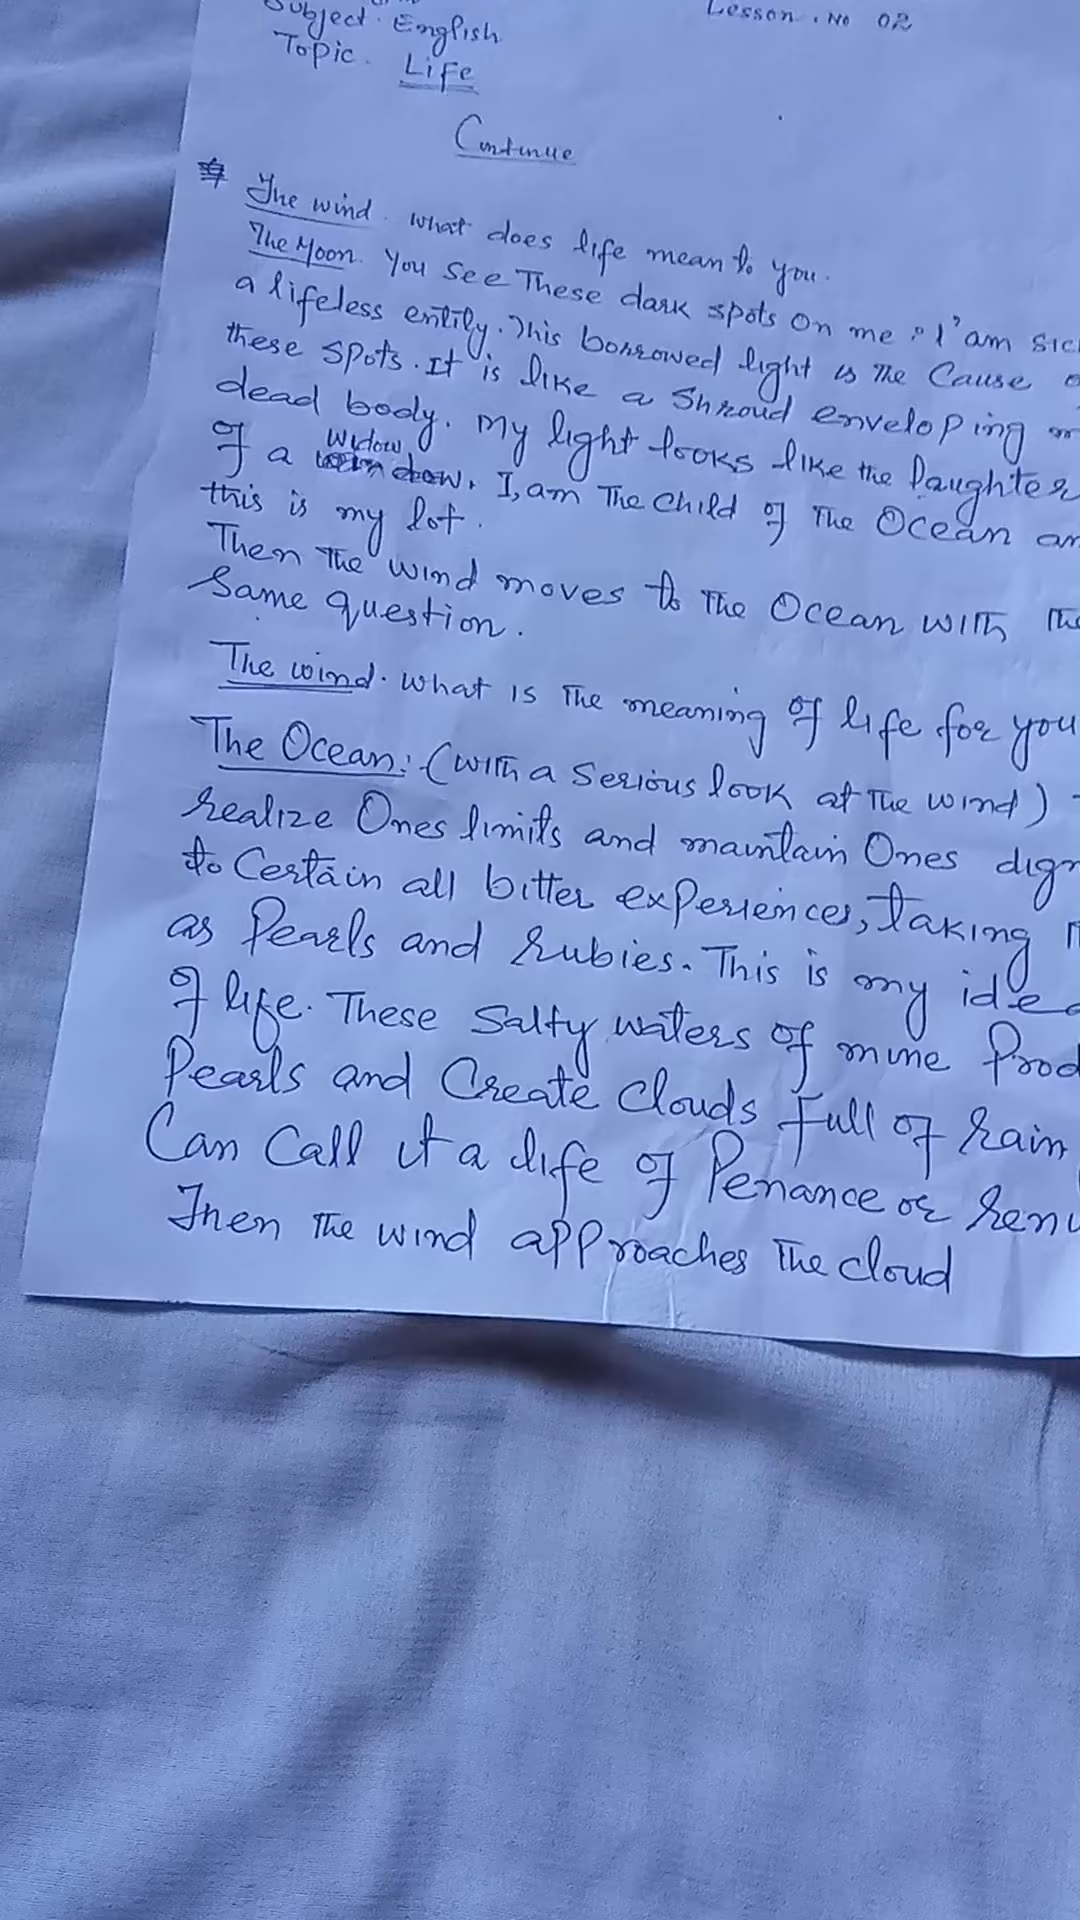 Subject. English
Lesson. No 02
Topic. Life
Continue
The wind. what does life mean to you.
The Moon. You See These dark spots on me. I'am
a lifeless entity. This borrowed light is The Cause
these spots. It is like a Shroud enveloping
dead body. My light looks like the Daughter
of a widow. I, am The Child of The Ocean
this is my lot.
Then The wind moves to The Ocean with
Same question.
The wind. what is The meaning of life for you
The Ocean: (with a Serious look at The wind)
realize Ones limits and maintain Ones
to Certain all bitter experiences, taking
as Pearls and Rubies. This is my
of life. These Salty waters of mine
Pearls and Create Clouds full of Rain
Can Call it a life of Penance or
Then The wind approaches The cloud